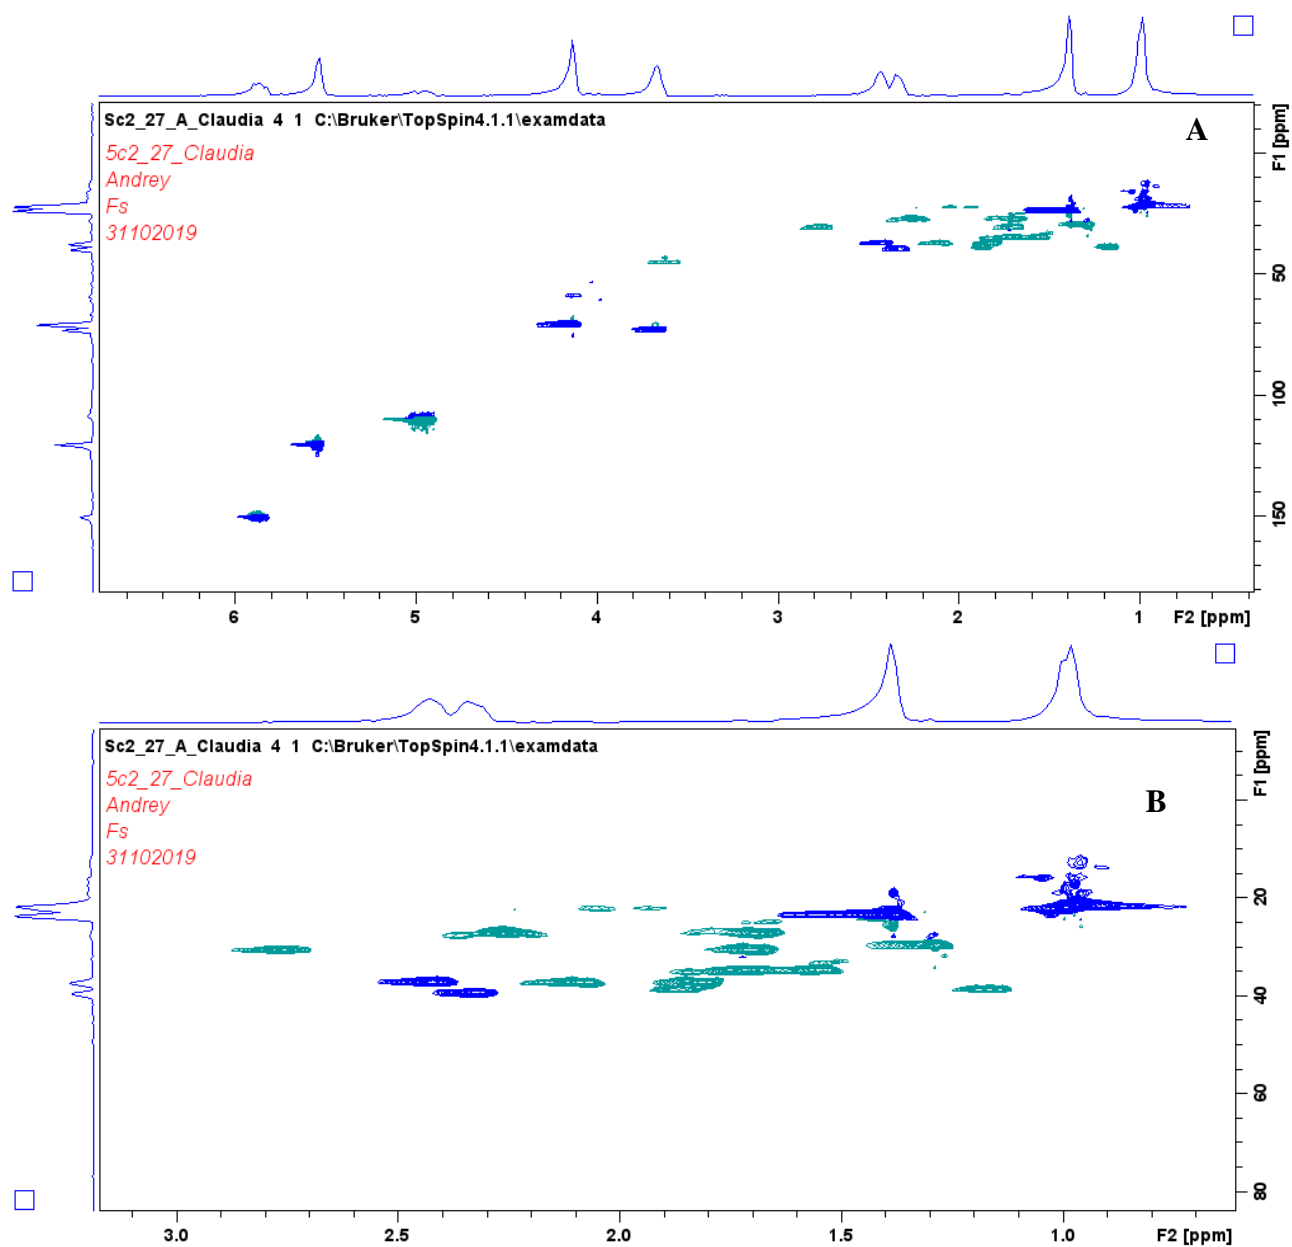 Sc2_27_A_Claudia 4 1 C:\Bruker\TopSpin4.1.1\examdata
A
5c2_27_Claudia
Andrey
Fs
31102019
F1 [ppm]
50
100
150
6 5 4 3 2 1 F2 [ppm]
Sc2_27_A_Claudia 4 1 C:\Bruker\TopSpin4.1.1\examdata
5c2_27_Claudia
B
Andrey
Fs
31102019
F1 [ppm]
20
40
60
80
3.0 2.5 2.0 1.5 1.0 F2 [ppm]